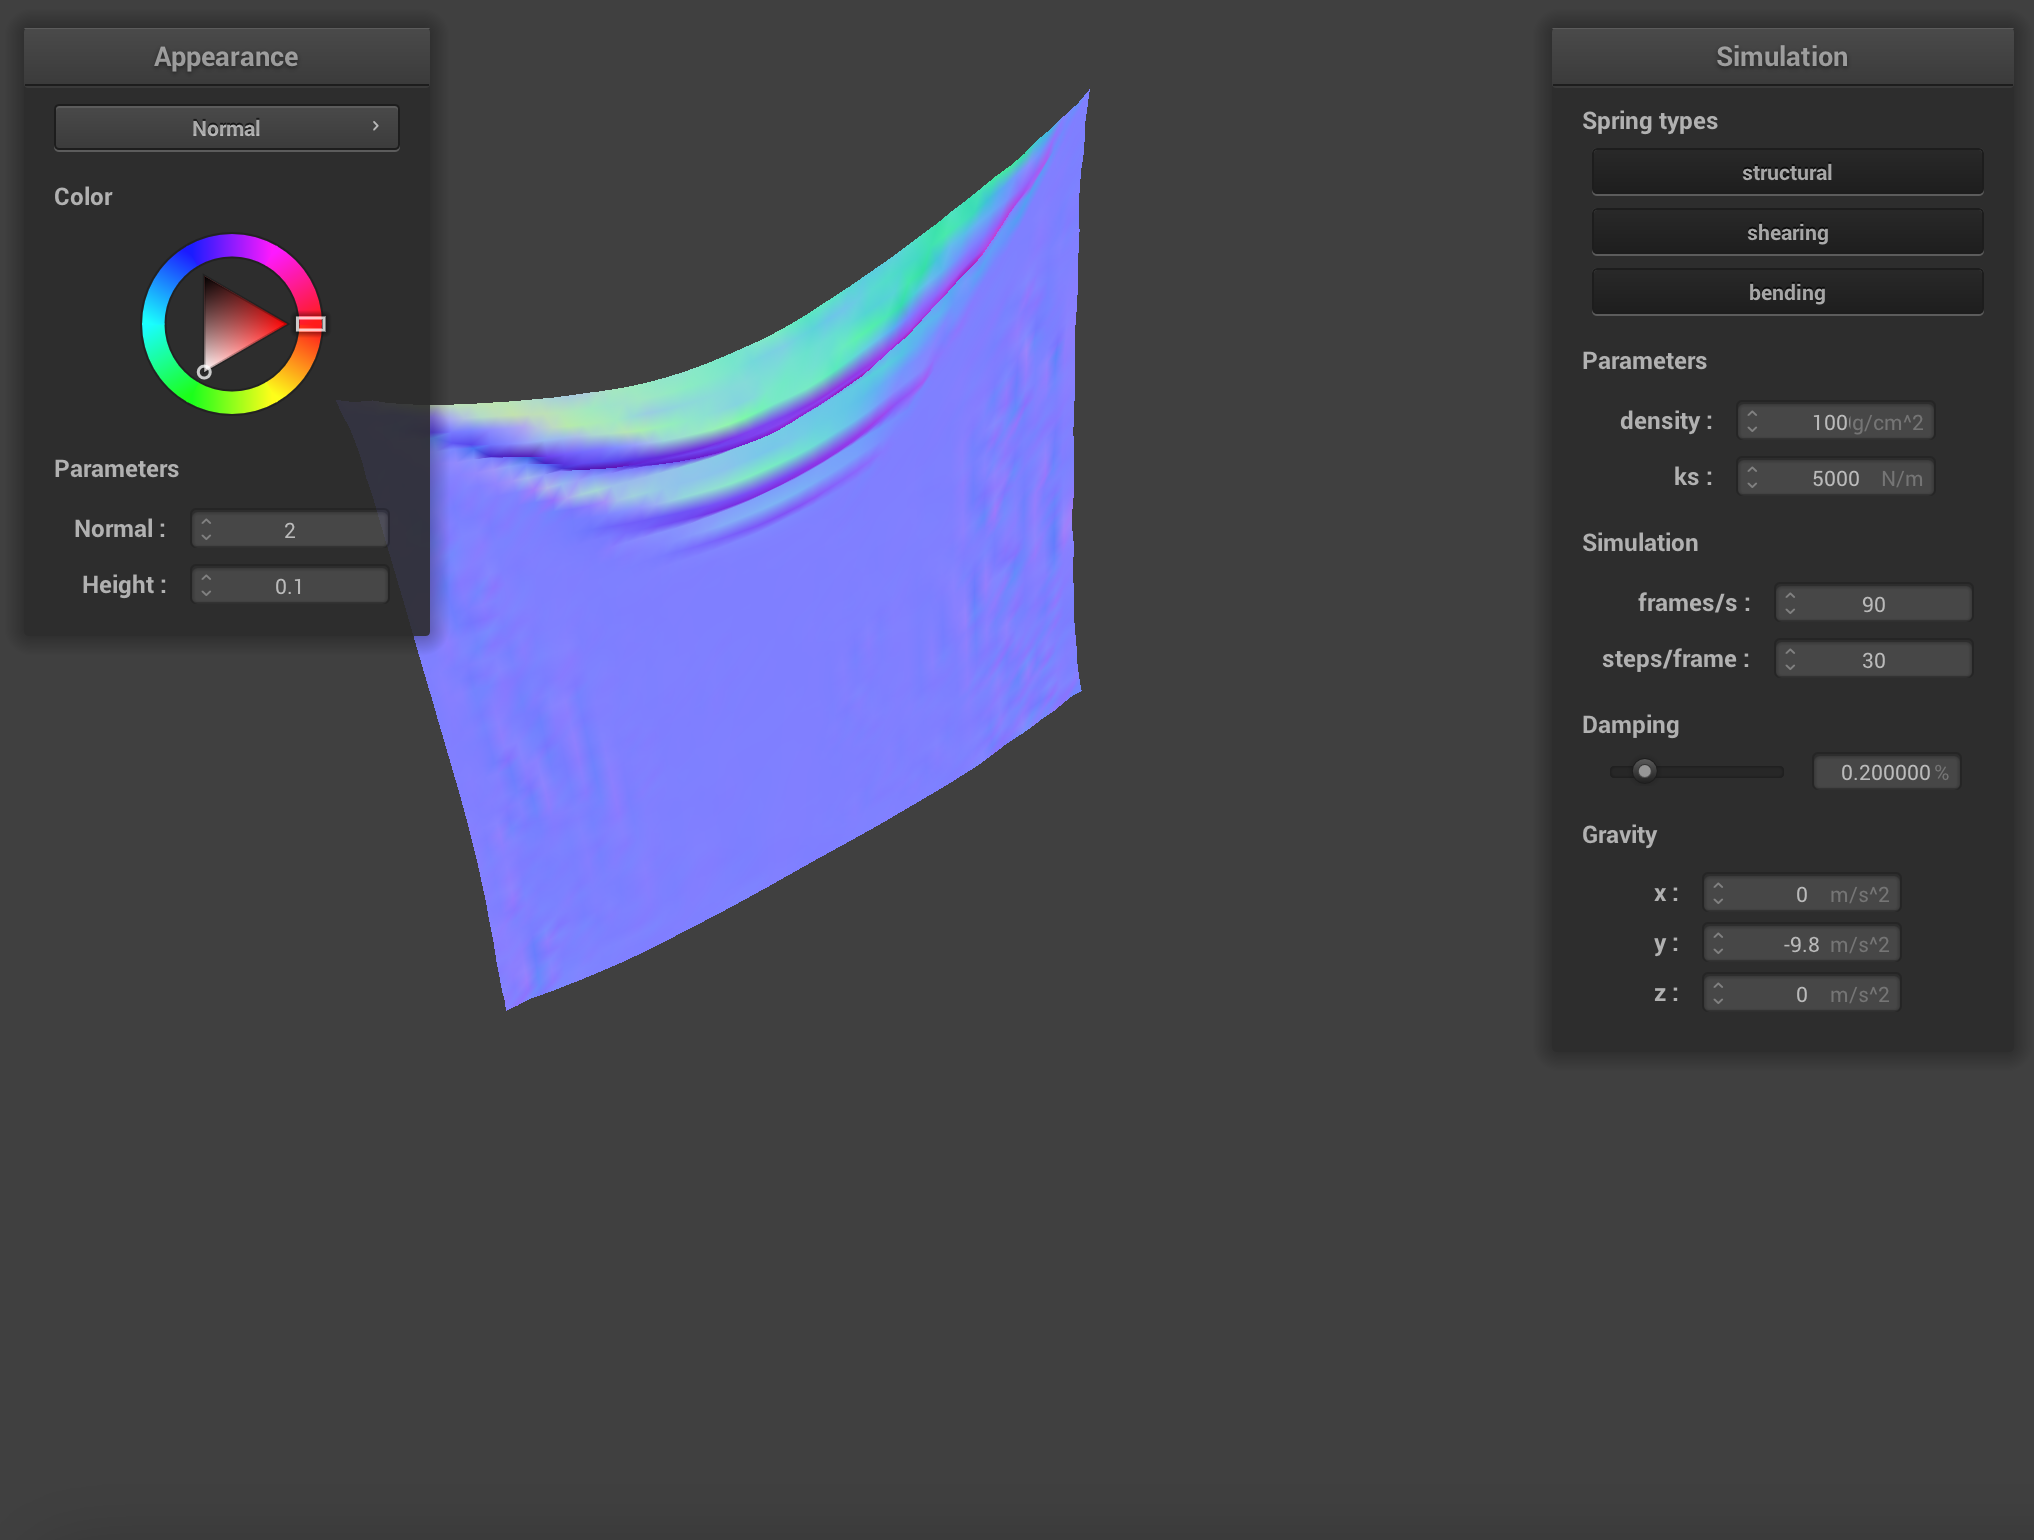 Appearance
Normal
Color
Parameters
Normal : 2
Height : 0.1
Simulation
Spring types
structural
shearing
bending
Parameters
density : 100 g/cm^2
ks : 5000 N/m
Simulation
frames/s : 90
steps/frame : 30
Damping
0.200000 %
Gravity
x : 0 m/s^2
y : -9.8 m/s^2
z : 0 m/s^2